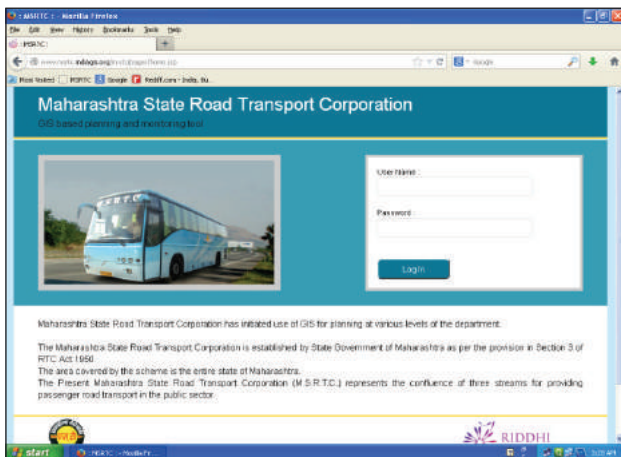 : MSRTC : - Mozilla Firefox
File Edit View History Bookmarks Tools Help
: MSRTC :
Google
Most Visited MSRTC Google Rediff.com - India, Bu...
Maharashtra State Road Transport Corporation
GIS based planning and monitoring tool
User Name :
Password :
Log In
Maharashtra State Road Transport Corporation has initiated use of GIS for planning at various levels of the department.
The Maharashtra State Road Transport Corporation is established by State Government of Maharashtra as per the provision in Section 3 of
RTC Act 1950.
The area covered by the scheme is the entire state of Maharashtra.
The Present Maharashtra State Road Transport Corporation (M.S.R.T.C.) represents the confluence of three streams for providing
passenger road transport in the public sector.
RIDDHI
start
: MSRTC : - Mozilla Fir...